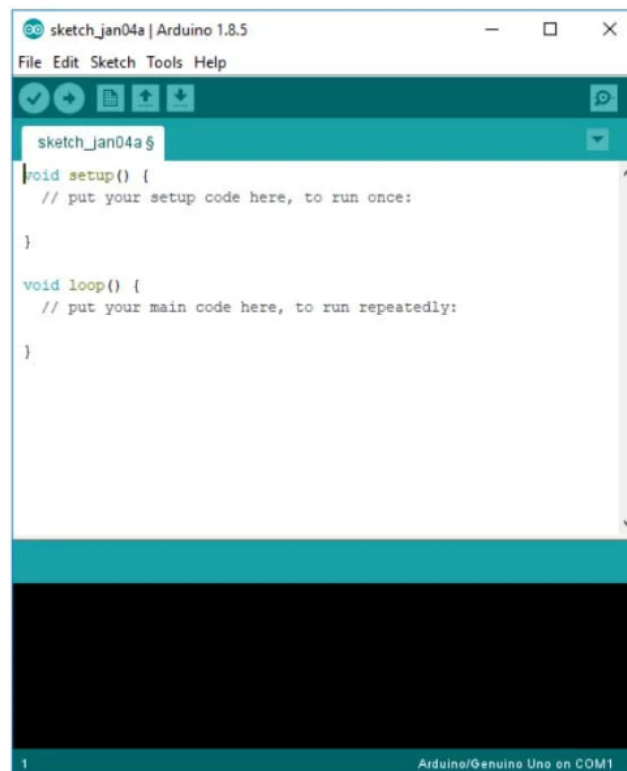 sketch_jan04a | Arduino 1.8.5
File Edit Sketch Tools Help
sketch_jan04a §
void setup() {
  // put your setup code here, to run once:
}
void loop() {
  // put your main code here, to run repeatedly:
}
1 Arduino/Genuino Uno on COM1